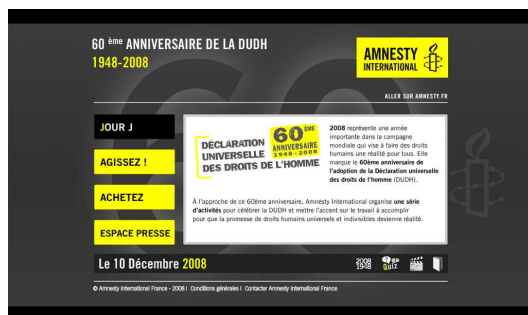 60 ème ANNIVERSAIRE DE LA DUDH
1948-2008
AMNESTY
INTERNATIONAL
ALLER SUR AMNESTY.FR
JOUR J
AGISSEZ !
ACHETEZ
ESPACE PRESSE
DÉCLARATION
UNIVERSELLE
DES DROITS DE L'HOMME
60ÈME
ANNIVERSAIRE
1948-2008
2008 représente une année
importante dans la campagne
mondiale qui vise à faire des droits
humains une réalité pour tous. Elle
marque le 60ème anniversaire de
l'adoption de la Déclaration universelle
des droits de l'homme (DUDH).
À l'approche de ce 60ème anniversaire, Amnesty International organise une série
d'activités pour célébrer la DUDH et mettre l'accent sur le travail à accomplir
pour que la promesse de droits humains universels et indivisibles devienne réalité.
Le 10 Décembre 2008
2008
1948
Quiz
© Amnesty International France - 2008 I Conditions générales I Contacter Amnesty International France